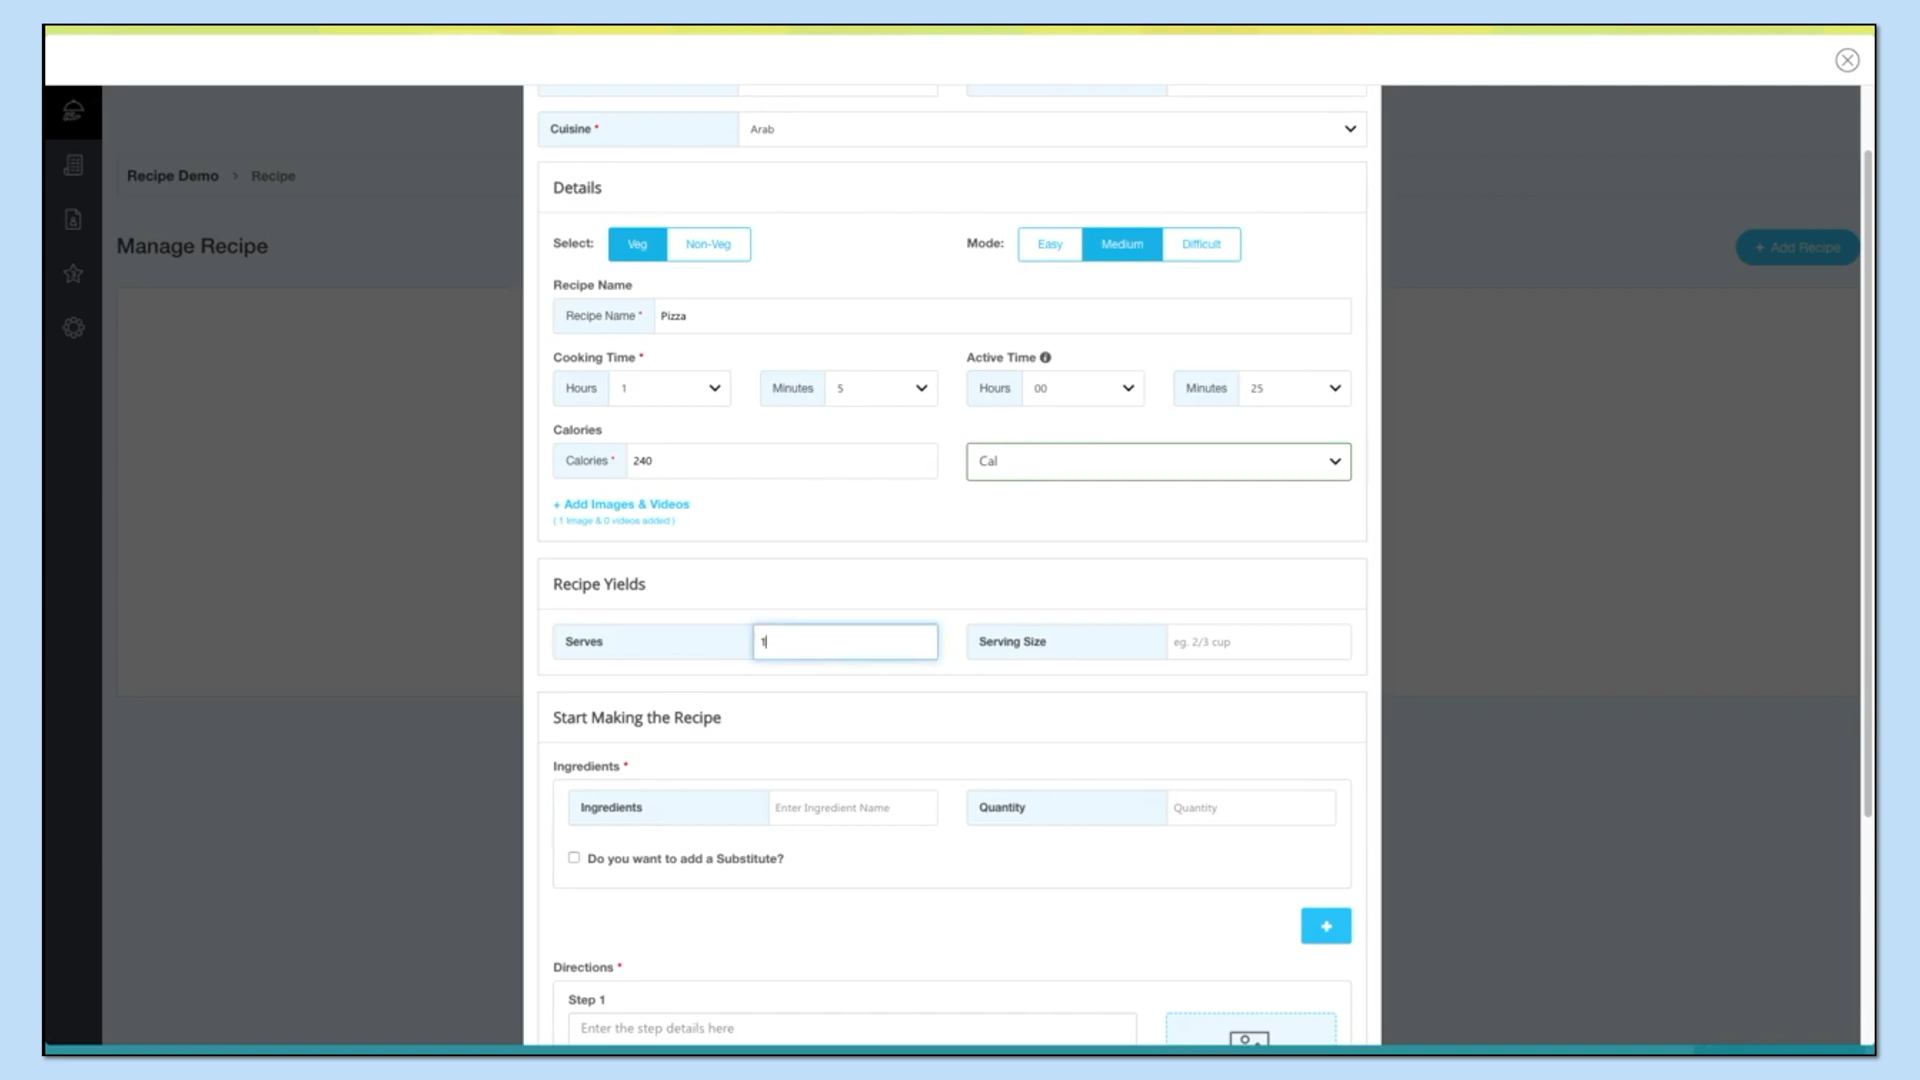 Cuisine * Arab
Recipe Demo > Recipe
Details
Manage Recipe
Select: Veg Non-Veg Mode: Easy Medium Difficult
+ Add Recipe
Recipe Name
Recipe Name * Pizza
Cooking Time * Active Time
Hours 1 Minutes 5 Hours 00 Minutes 25
Calories
Calories * 240 Cal
+ Add Images & Videos
( 1 Image & 0 videos added )
Recipe Yields
Serves 1 Serving Size eg. 2/3 cup
Start Making the Recipe
Ingredients *
Ingredients Enter Ingredient Name Quantity Quantity
Do you want to add a Substitute?
+
Directions *
Step 1
Enter the step details here